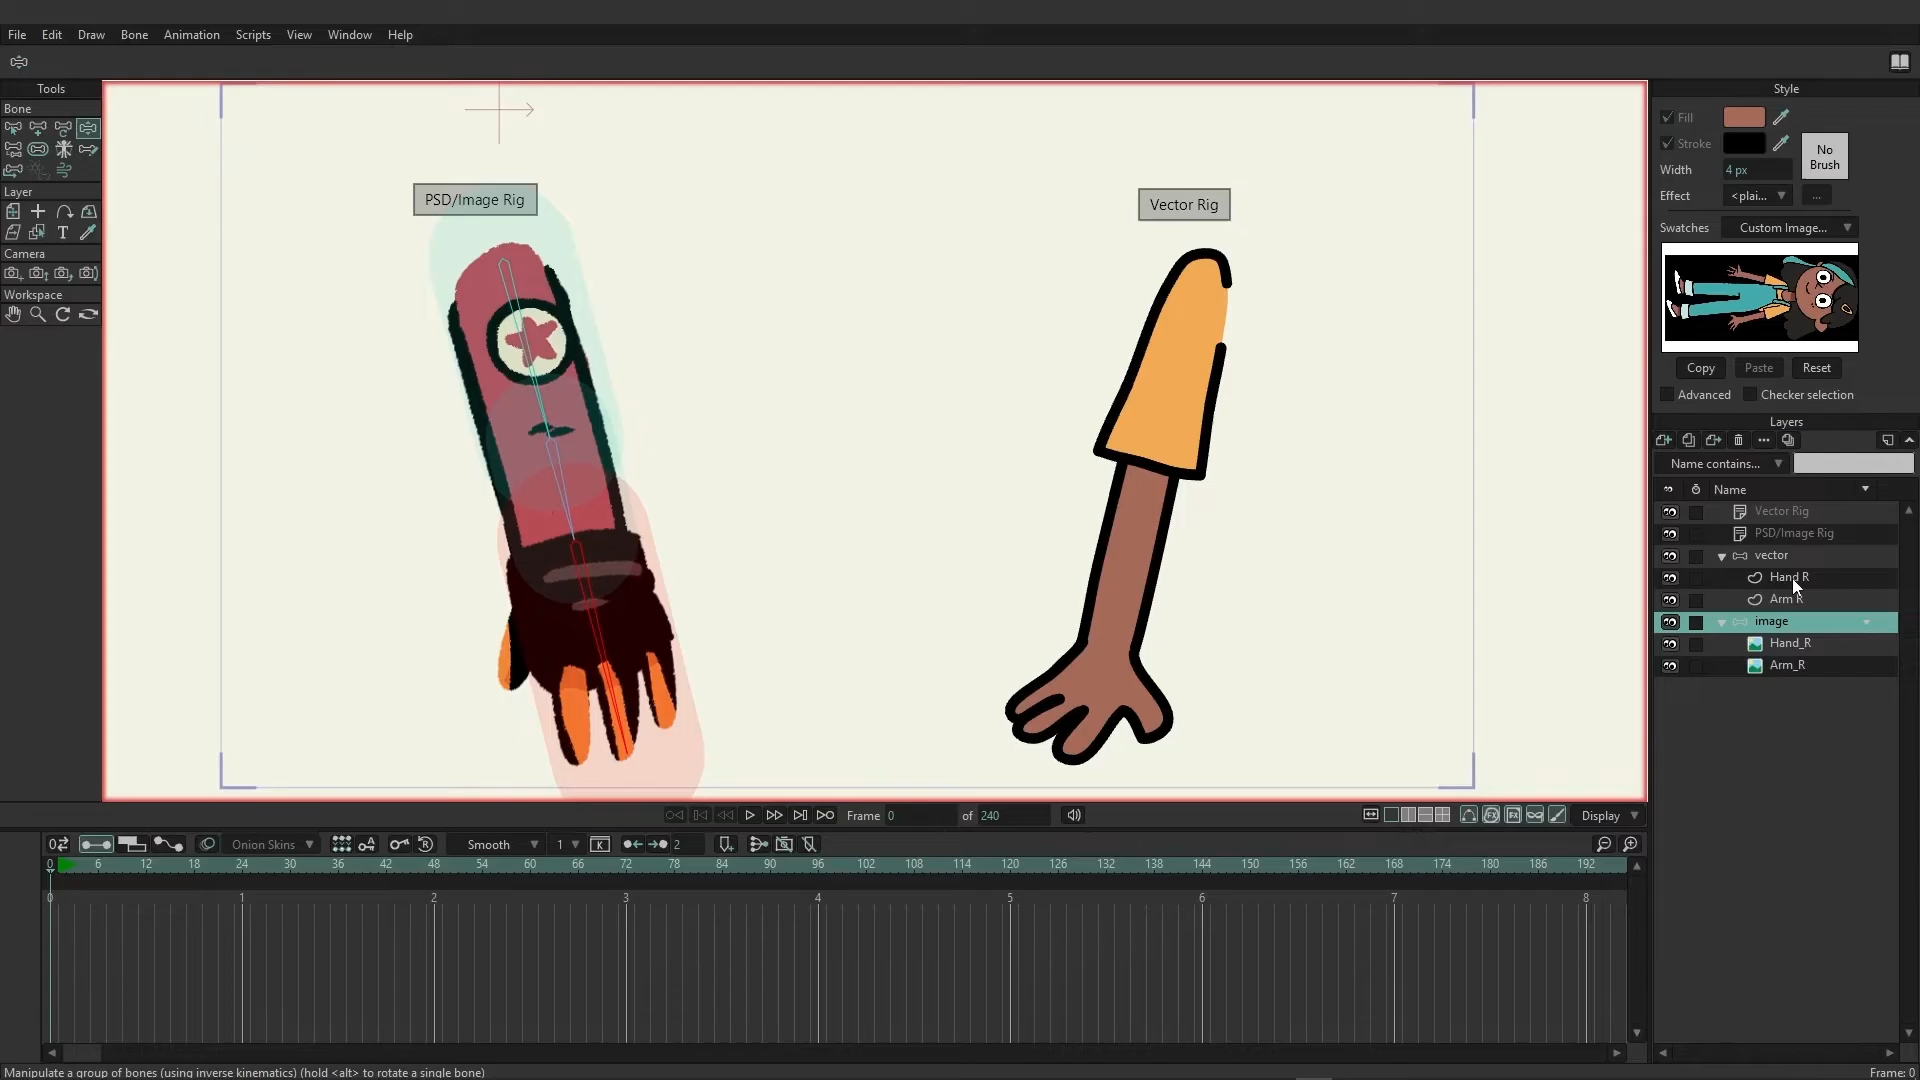 File Edit Draw Bone Animation Scripts View Window Help
Tools
Bone
Layer
T
Camera
Workspace
PSD/Image Rig
Vector Rig
Style
Fill
Stroke
No Brush
Width 4 px
Effect <plai... ...
Swatches Custom Image...
Copy Paste Reset
Advanced Checker selection
Layers
Name contains...
Name
Vector Rig
PSD/Image Rig
vector
Hand R
Arm R
image
Hand_R
Arm_R
Frame 0 of 240
Display
Onion Skins Smooth 1 2
0 6 12 18 24 30 36 42 48 54 60 66 72 78 84 90 96 102 108 114 120 126 132 138 144 150 156 162 168 174 180 186 192
0 1 2 3 4 5 6 7 8
Manipulate a group of bones (using inverse kinematics) (hold <alt> to rotate a single bone)
Frame: 0